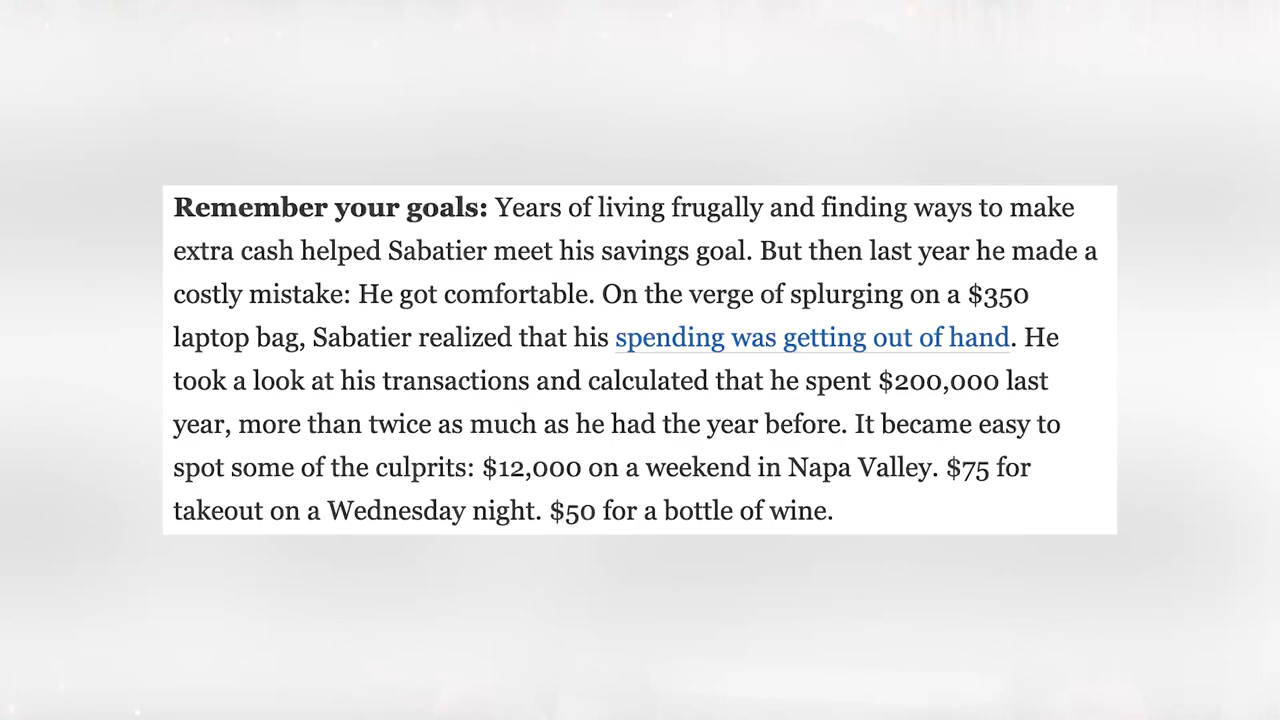 Remember your goals: Years of living frugally and finding ways to make
extra cash helped Sabatier meet his savings goal. But then last year he made a
costly mistake: He got comfortable. On the verge of splurging on a $350
laptop bag, Sabatier realized that his spending was getting out of hand. He
took a look at his transactions and calculated that he spent $200,000 last
year, more than twice as much as he had the year before. It became easy to
spot some of the culprits: $12,000 on a weekend in Napa Valley. $75 for
takeout on a Wednesday night. $50 for a bottle of wine.